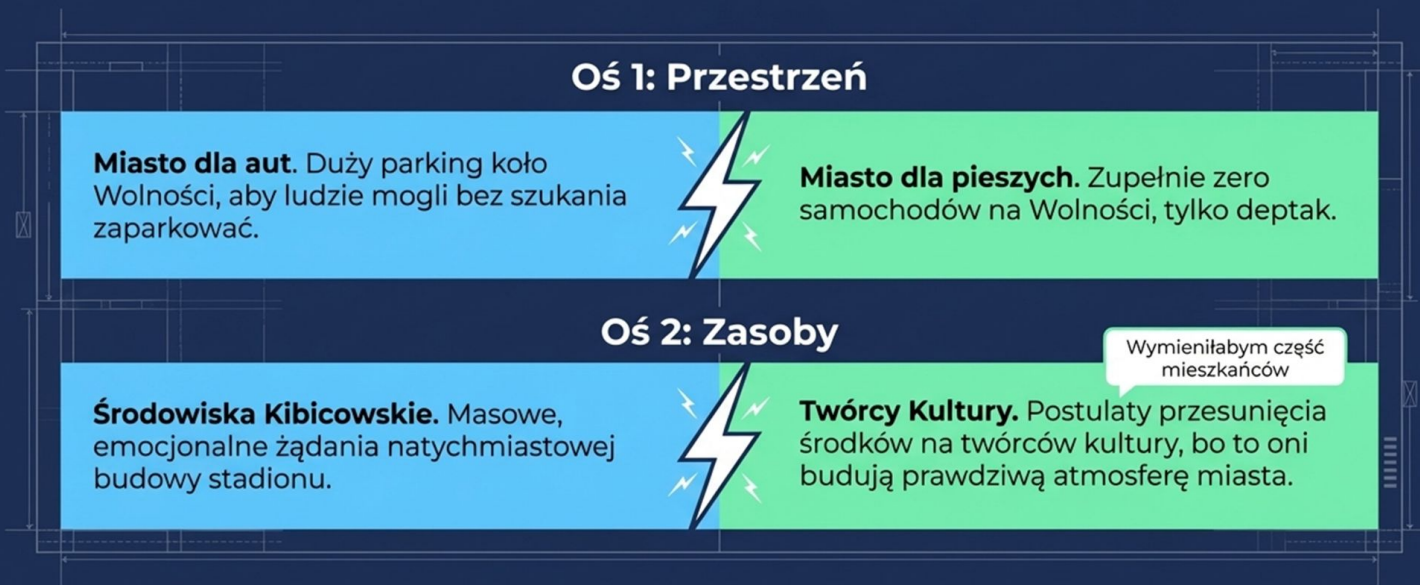 Oś 1: Przestrzeń
Miasto dla aut. Duży parking koło
Wolności, aby ludzie mogli bez szukania
zaparkować.
Miasto dla pieszych. Zupełnie zero
samochodów na Wolności, tylko deptak.
Oś 2: Zasoby
Środowiska Kibicowskie. Masowe,
emocjonalne żądania natychmiastowej
budowy stadionu.
Wymieniłabym część
mieszkańców
Twórcy Kultury. Postulaty przesunięcia
środków na twórców kultury, bo to oni
budują prawdziwą atmosferę miasta.